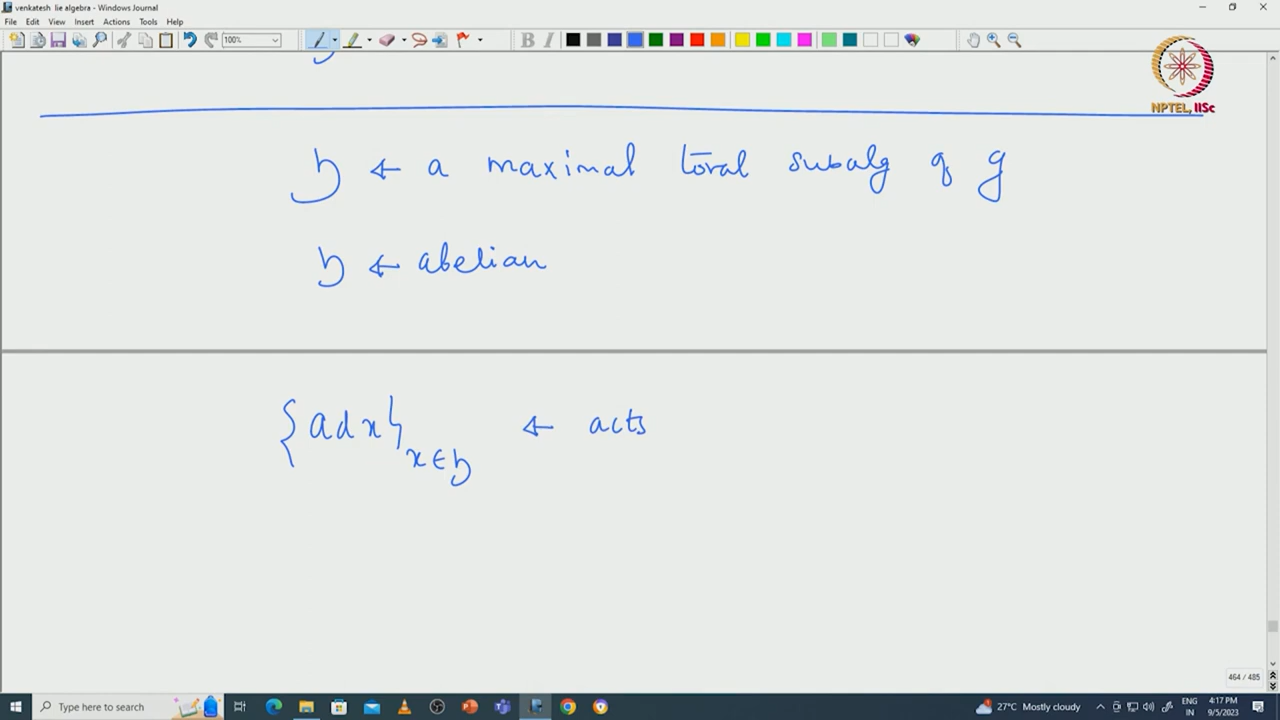 venkatesh lie algebra - Windows Journal
File Edit View Insert Actions Tools Help
100%
NPTEL, IISc
𝔥 ← a maximal toral subalg of g
𝔥 ← abelian
{ad x}x∈𝔥 ← acts
464 / 485
Type here to search
27°C Mostly cloudy
ENG
IN
4:17 PM
9/5/2023